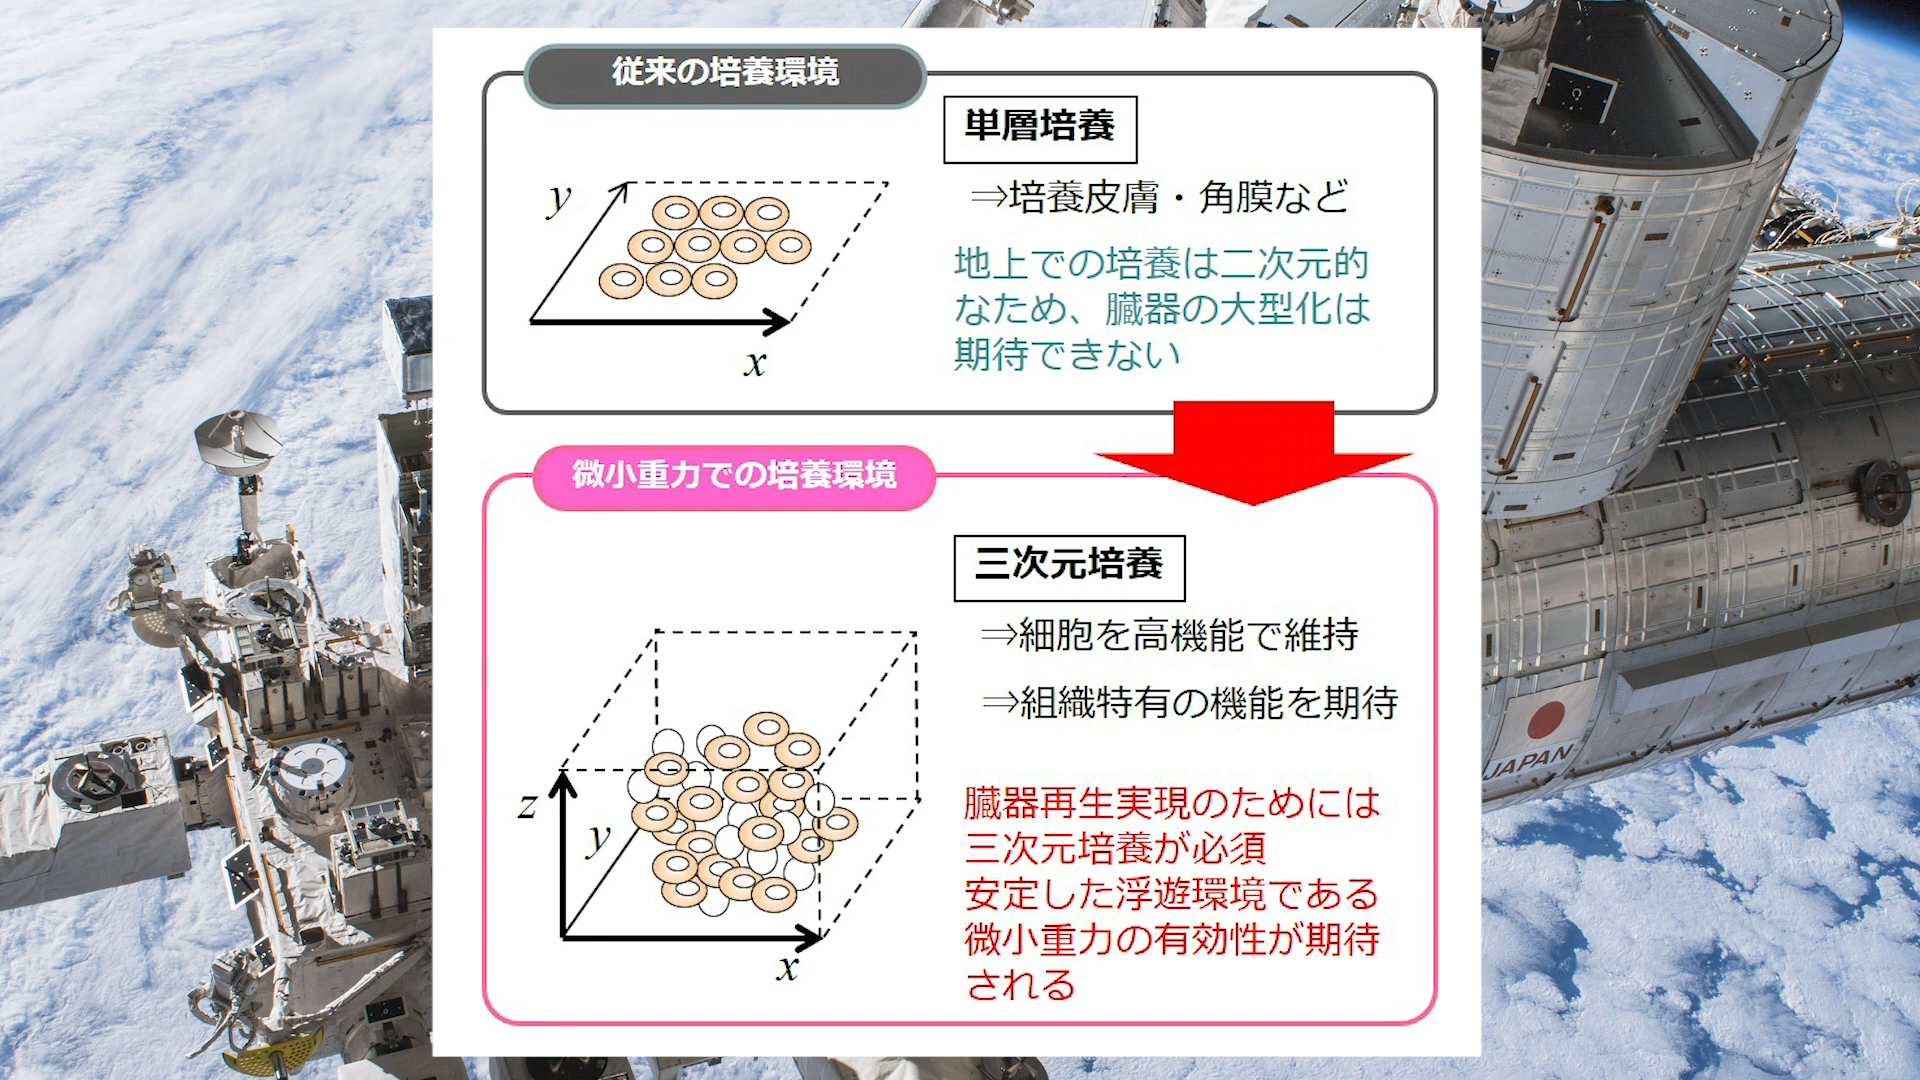 従来の培養環境
単層培養
⇒培養皮膚・角膜など
地上での培養は二次元的
なため、臓器の大型化は
期待できない
y
x
微小重力での培養環境
三次元培養
⇒細胞を高機能で維持
⇒組織特有の機能を期待
臓器再生実現のためには
三次元培養が必須
安定した浮遊環境である
微小重力の有効性が期待
される
z
y
x
JAPAN